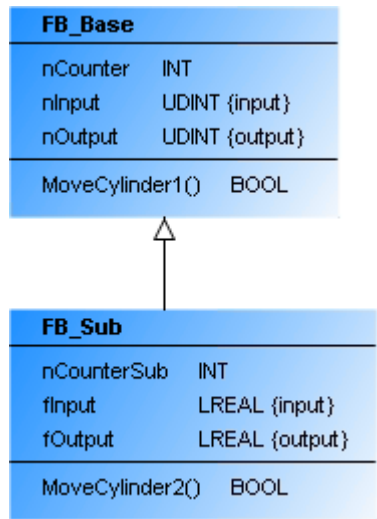 FB_Base
nCounter INT
nInput UDINT {input}
nOutput UDINT {output}
MoveCylinder1() BOOL
FB_Sub
nCounterSub INT
fInput LREAL {input}
fOutput LREAL {output}
MoveCylinder2() BOOL